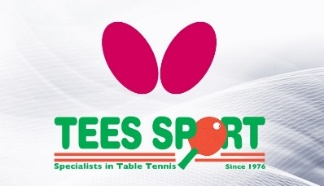 TEES SPORT
Specialists in Table Tennis Since 1976